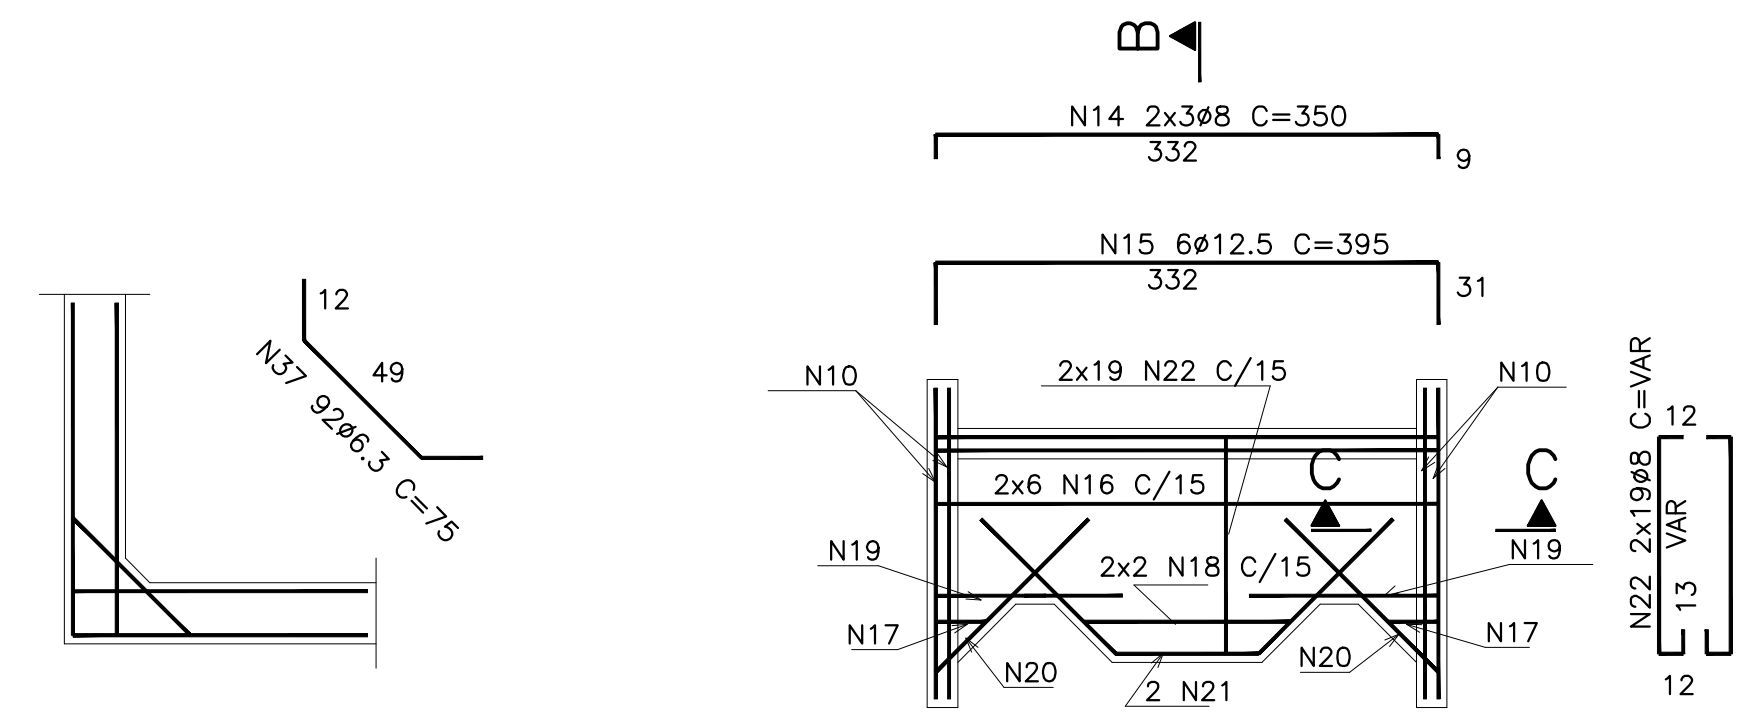 B
N14 2x3ø8 C=350
332
9
N15 6ø12.5 C=395
332
31
12
49
N37 92ø6.3 C=75
N10
2x19 N22 C/15
N10
2x6 N16 C/15
C
C
N19
2x2 N18 C/15
N19
N17
N20
2 N21
N20
N17
N22 2x19ø8 C=VAR
12
VAR
13
12